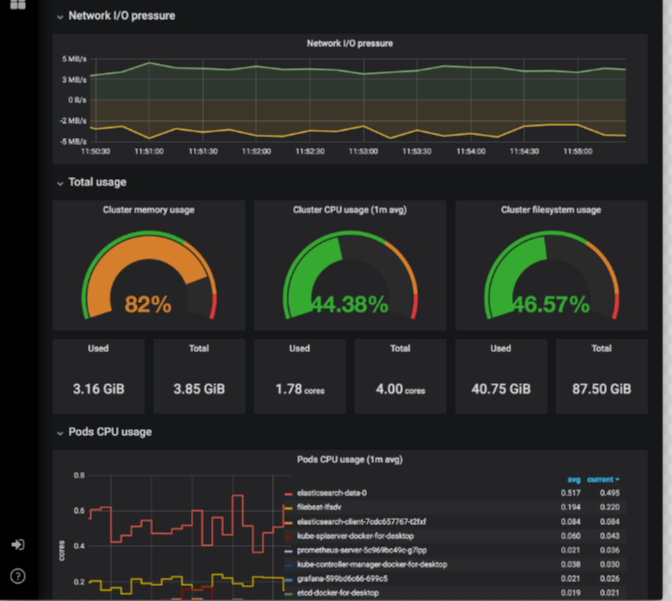 Network I/O pressure
Network I/O pressure
5 MB/s
3 MB/s
0 B/s
-2 MB/s
-5 MB/s
11:50:30 11:51:00 11:51:30 11:52:00 11:52:30 11:53:00 11:53:30 11:54:00 11:54:30 11:55:00
Total usage
Cluster memory usage
82%
Cluster CPU usage (1m avg)
44.38%
Cluster filesystem usage
46.57%
Used
3.16 GiB
Total
3.85 GiB
Used
1.78 cores
Total
4.00 cores
Used
40.75 GiB
Total
87.50 GiB
Pods CPU usage
Pods CPU usage (1m avg)
cores
0.8
0.6
0.4
0.2
avg current
elasticsearch-data-0 0.517 0.495
filebeat-lfsdv 0.194 0.220
elasticsearch-client-7cdc657767-t2fxf 0.084 0.084
kube-apiserver-docker-for-desktop 0.060 0.043
prometheus-server-5c969bc49c-g7lpp 0.021 0.036
kube-controller-manager-docker-for-desktop 0.038 0.030
grafana-599bd6c66-699c5 0.021 0.026
etcd-docker-for-desktop 0.019 0.021